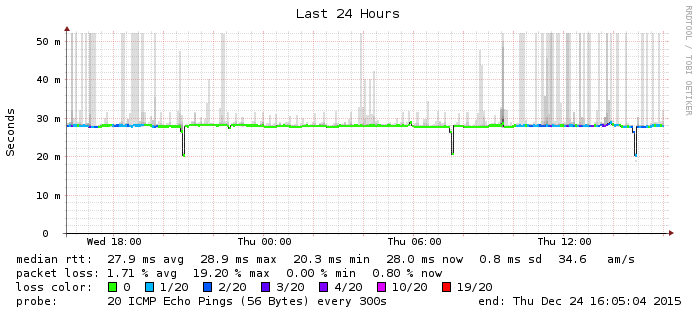 Last 24 Hours
RRDTOOL / TOBI OETIKER
Seconds
50 m
40 m
30 m
20 m
10 m
0
Wed 18:00 Thu 00:00 Thu 06:00 Thu 12:00
median rtt: 27.9 ms avg 28.9 ms max 20.3 ms min 28.0 ms now 0.8 ms sd 34.6 am/s
packet loss: 1.71 % avg 19.20 % max 0.00 % min 0.80 % now
loss color: 0 1/20 2/20 3/20 4/20 10/20 19/20
probe: 20 ICMP Echo Pings (56 Bytes) every 300s end: Thu Dec 24 16:05:04 2015